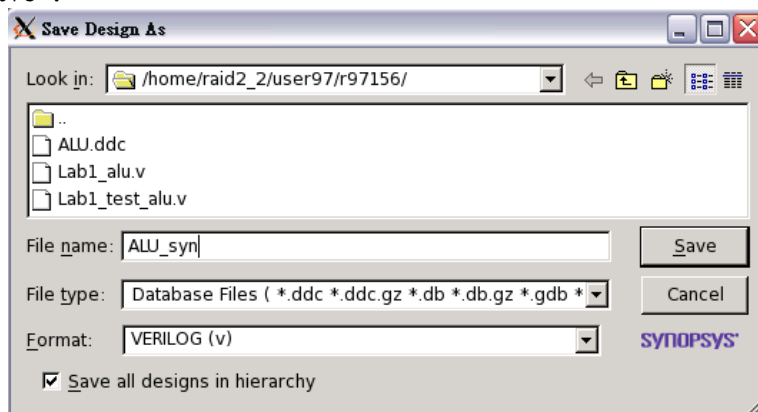 Save Design As
Look in: /home/raid2_2/user97/r97156/
..
ALU.ddc
Lab1_alu.v
Lab1_test_alu.v
File name: ALU_syn Save
File type: Database Files ( *.ddc *.ddc.gz *.db *.db.gz *.gdb * Cancel
Format: VERILOG (v) SYNOPSYS
Save all designs in hierarchy